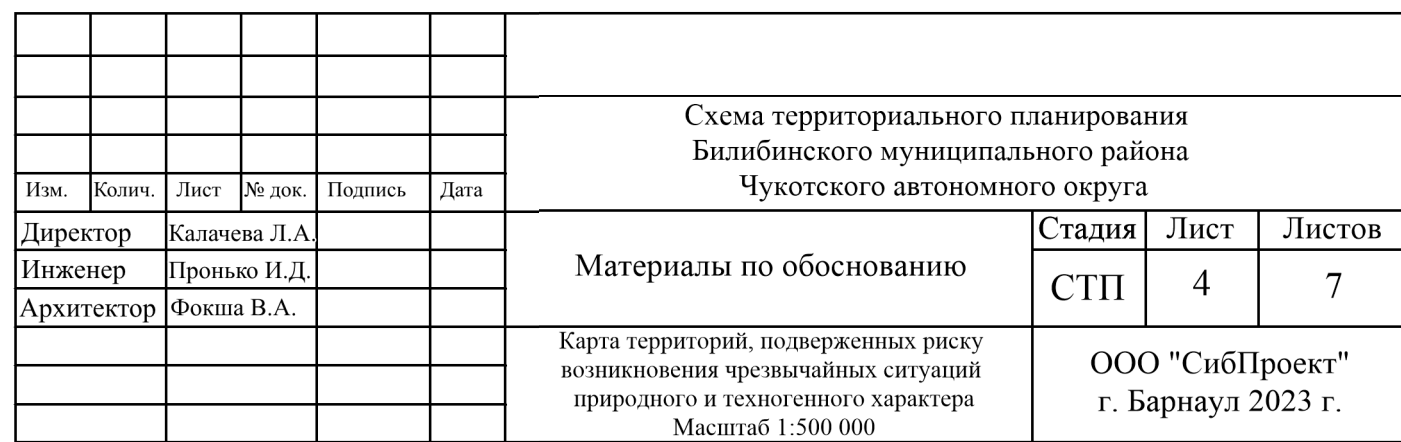 Схема территориального планирования
Билибинского муниципального района
Чукотского автономного округа
Изм. Колич. Лист № док. Подпись Дата
Директор Калачева Л.А.
Инженер Пронько И.Д.
Архитектор Фокша В.А.
Материалы по обоснованию
Стадия Лист Листов
СТП 4 7
Карта территорий, подверженных риску
возникновения чрезвычайных ситуаций
природного и техногенного характера
Масштаб 1:500 000
ООО "СибПроект"
г. Барнаул 2023 г.